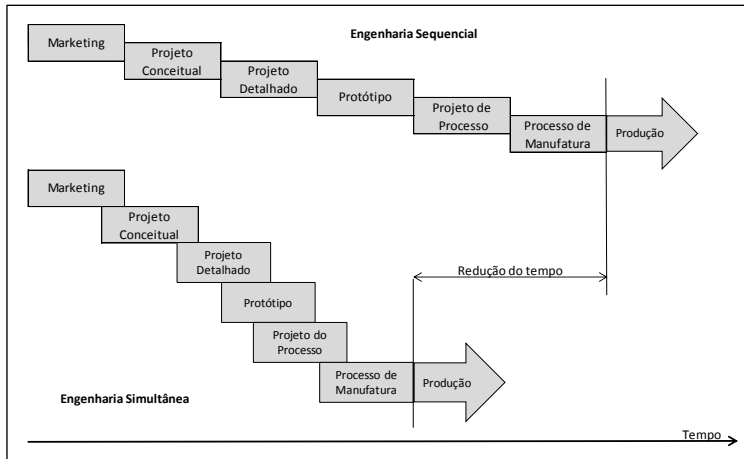 Engenharia Sequencial
Marketing
Projeto
Conceitual
Projeto
Detalhado
Protótipo
Projeto de
Processo
Processo de
Manufatura
Produção
Marketing
Projeto
Conceitual
Projeto
Detalhado
Redução do tempo
Protótipo
Projeto do
Processo
Processo de
Manufatura
Produção
Engenharia Simultânea
Tempo